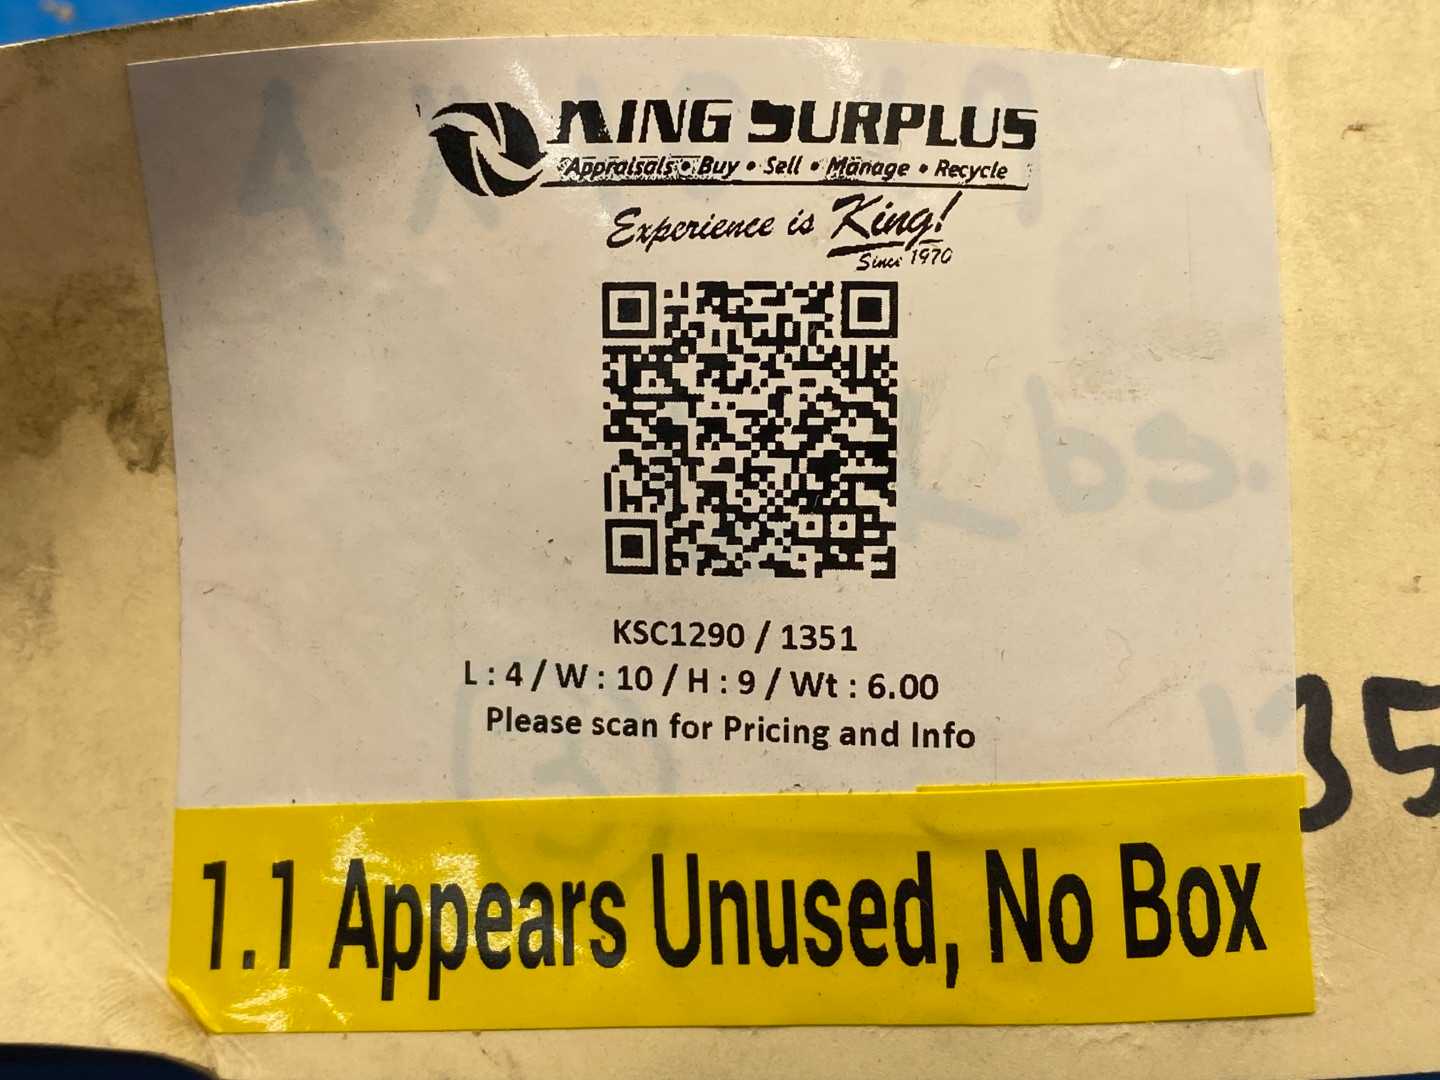 KING SURPLUS
Appraisals • Buy • Sell • Manage • Recycle
Experience is King!
Since 1970
KSC1290 / 1351
L : 4 / W : 10 / H : 9 / Wt : 6.00
Please scan for Pricing and Info
35
1.1 Appears Unused, No Box